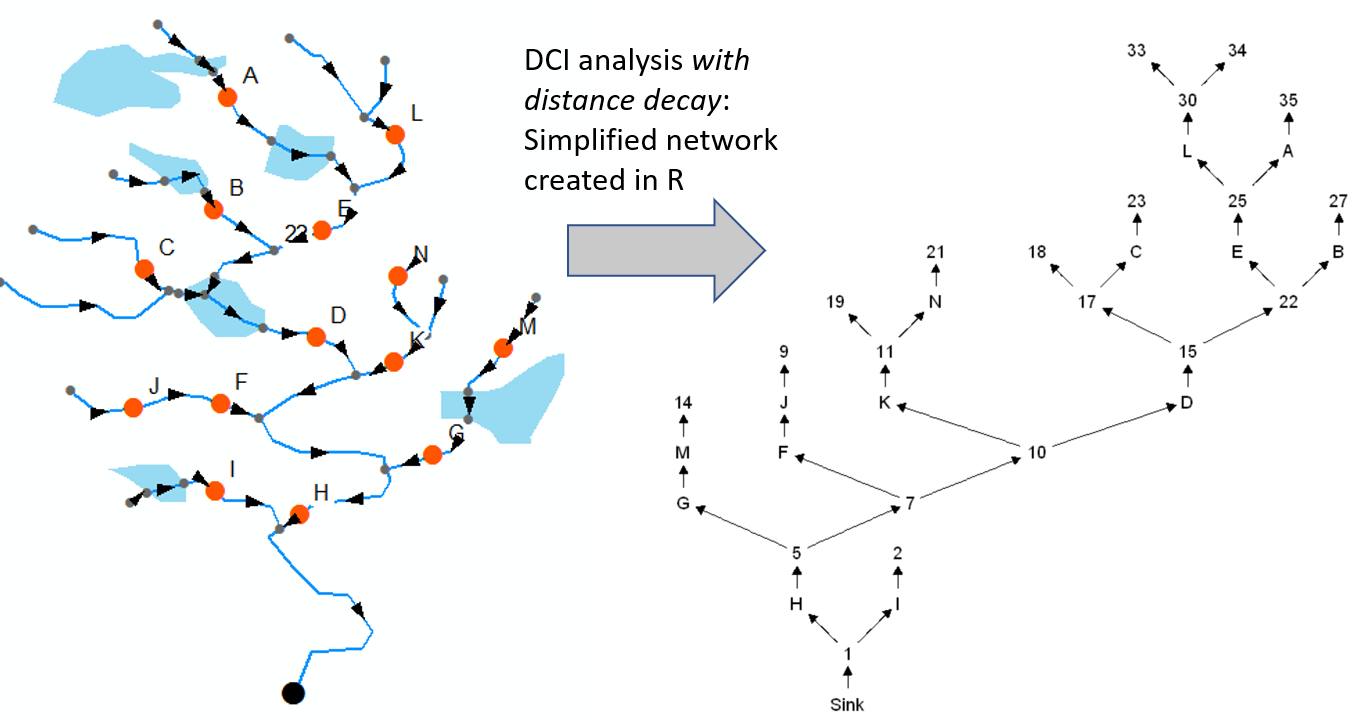 DCI analysis with
distance decay:
Simplified network
created in R
A
L
B
E
22
C
N
D
K
M
J
F
G
I
H
33
34
30
35
L
A
23
25
27
21
18
C
E
B
19
N
17
22
9
11
15
14
J
K
D
M
F
10
G
7
5
2
H
I
1
Sink